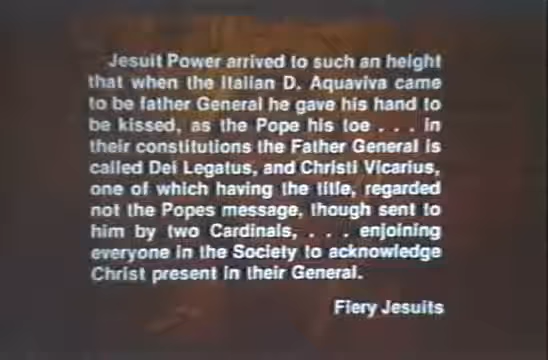 Jesuit Power arrived to such an height
that when the Italian D. Aquaviva came
to be father General he gave his hand to
be kissed, as the Pope his toe . . . in
their constitutions the Father General is
called Dei Legatus, and Christi Vicarius,
one of which having the title, regarded
not the Popes message, though sent to
him by two Cardinals, . . . enjoining
everyone in the Society to acknowledge
Christ present in their General.
Fiery Jesuits